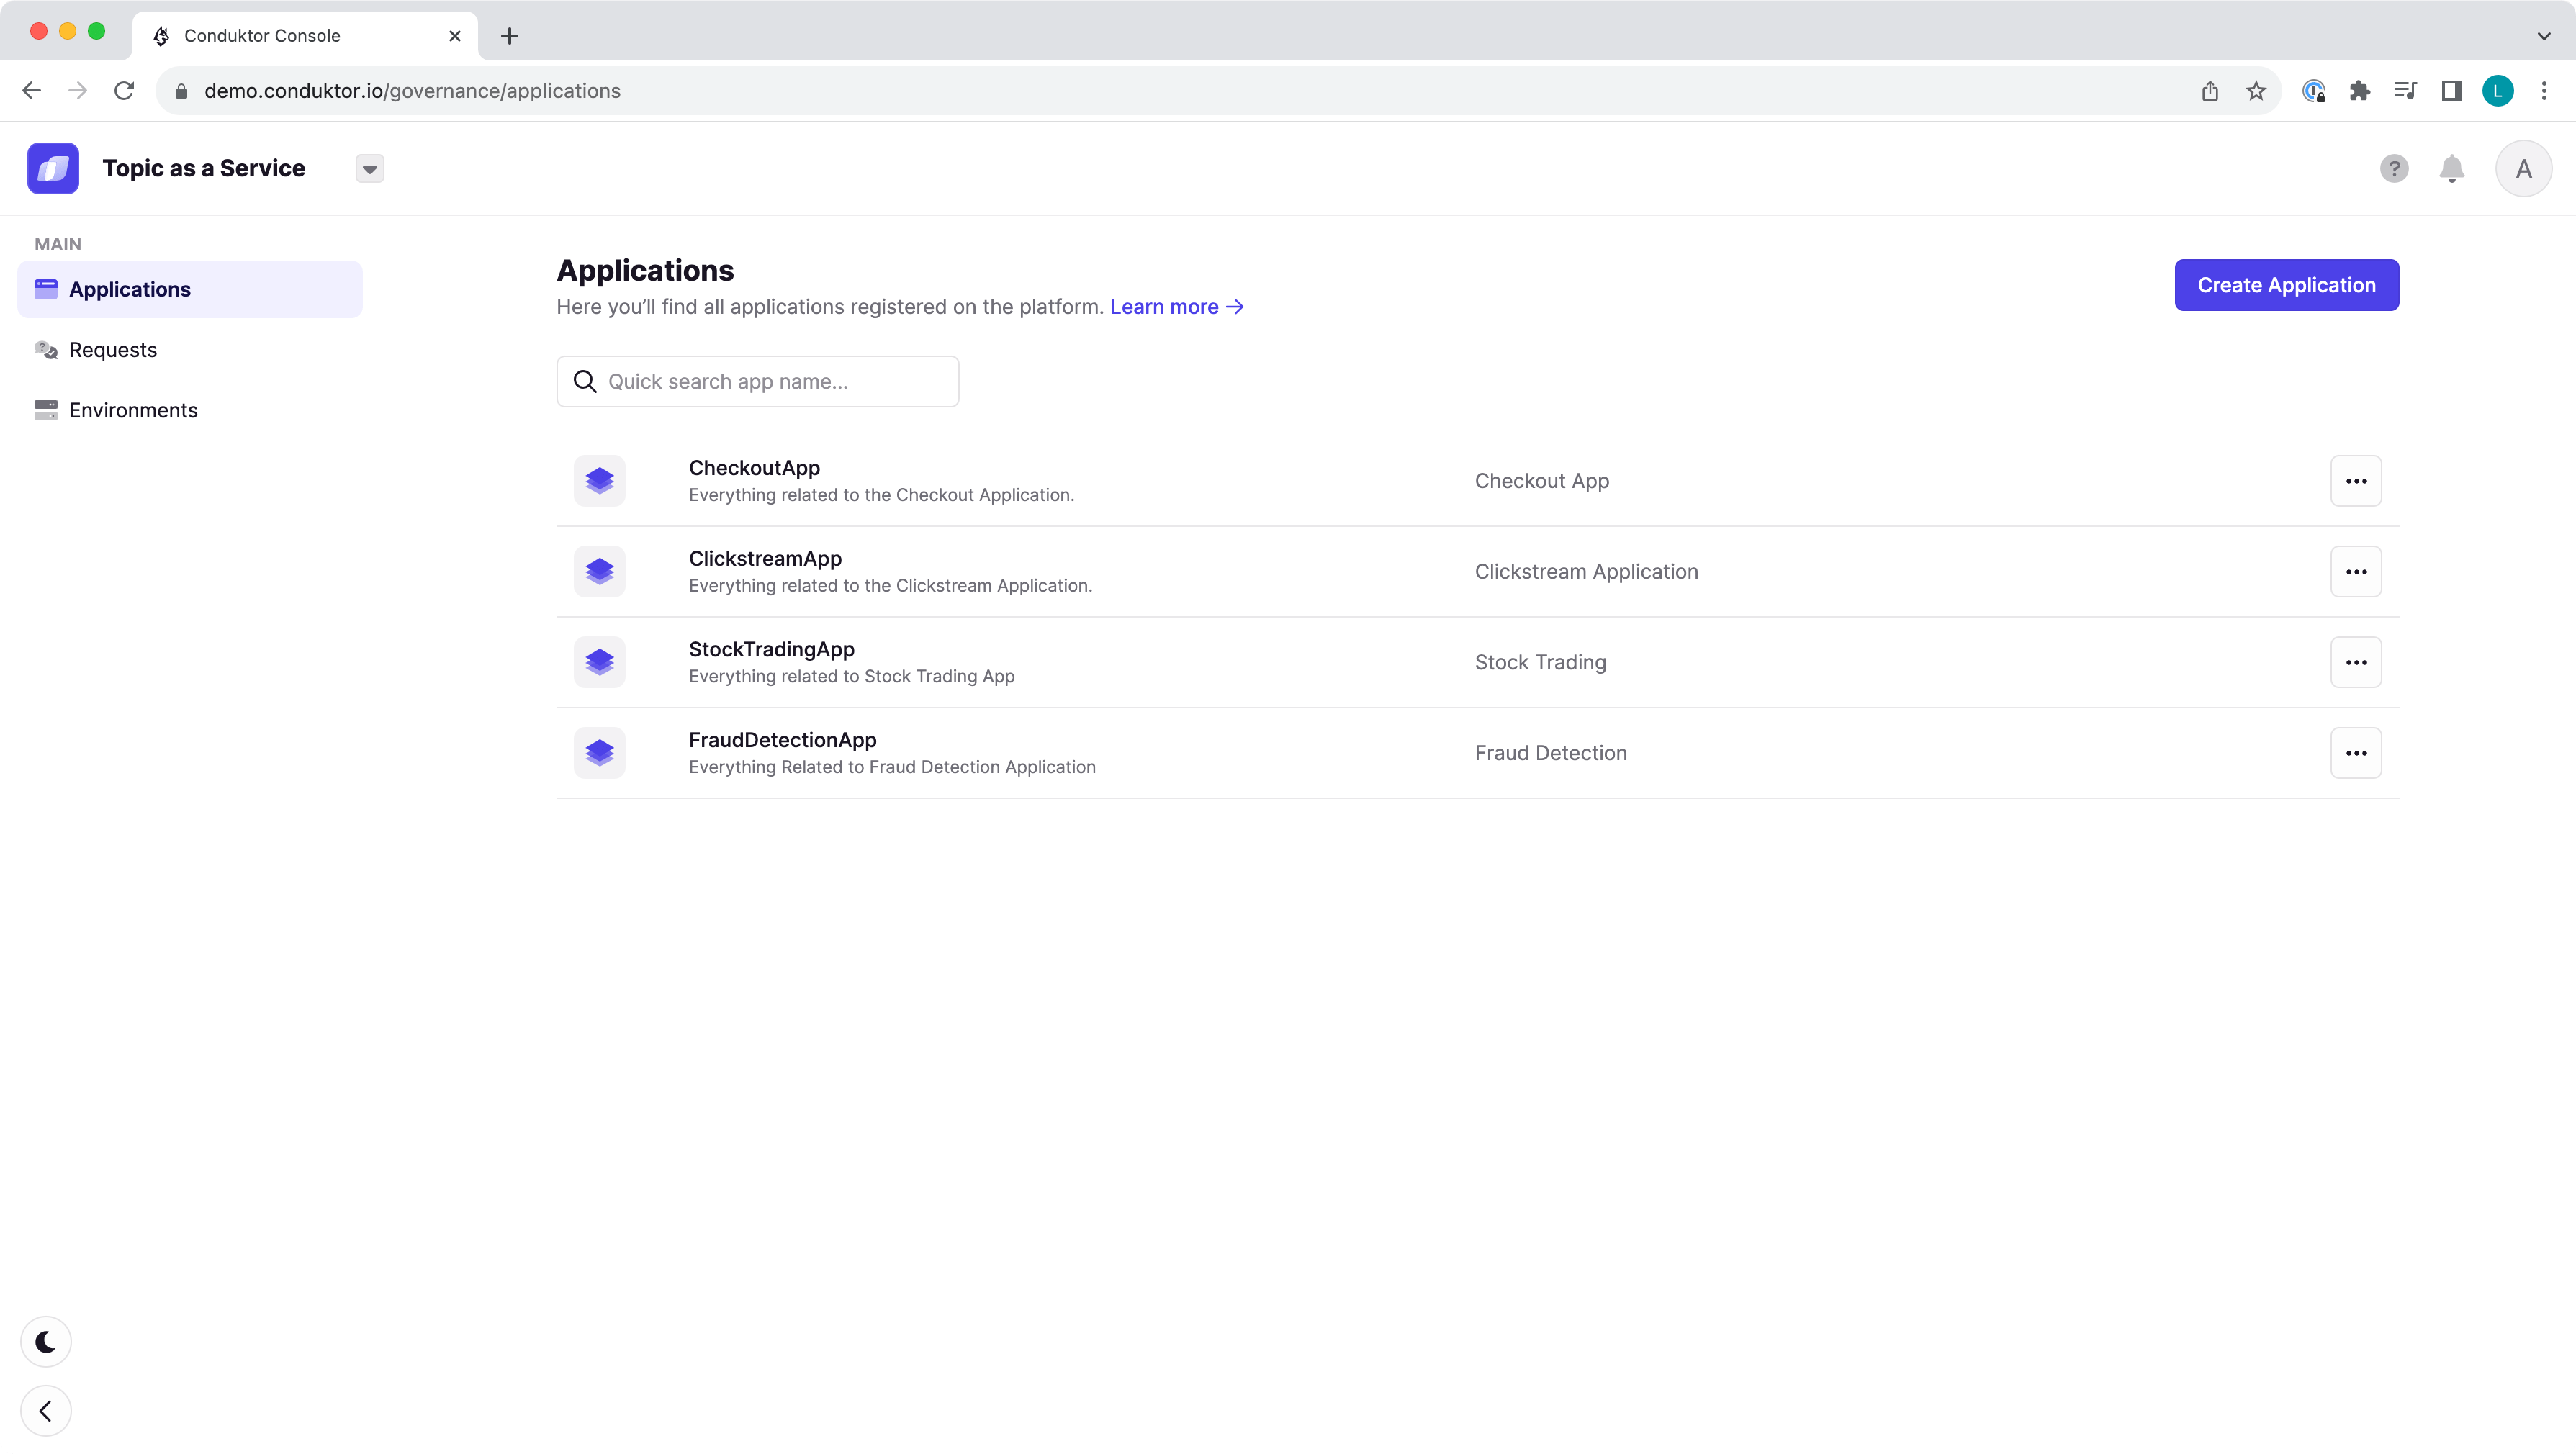 Conduktor Console
demo.conduktor.io/governance/applications
L
Topic as a Service
?
A
MAIN
Applications
Requests
Environments
Applications
Here you’ll find all applications registered on the platform. Learn more →
Create Application
Quick search app name...
CheckoutApp
Everything related to the Checkout Application.
Checkout App
ClickstreamApp
Everything related to the Clickstream Application.
Clickstream Application
StockTradingApp
Everything related to Stock Trading App
Stock Trading
FraudDetectionApp
Everything Related to Fraud Detection Application
Fraud Detection